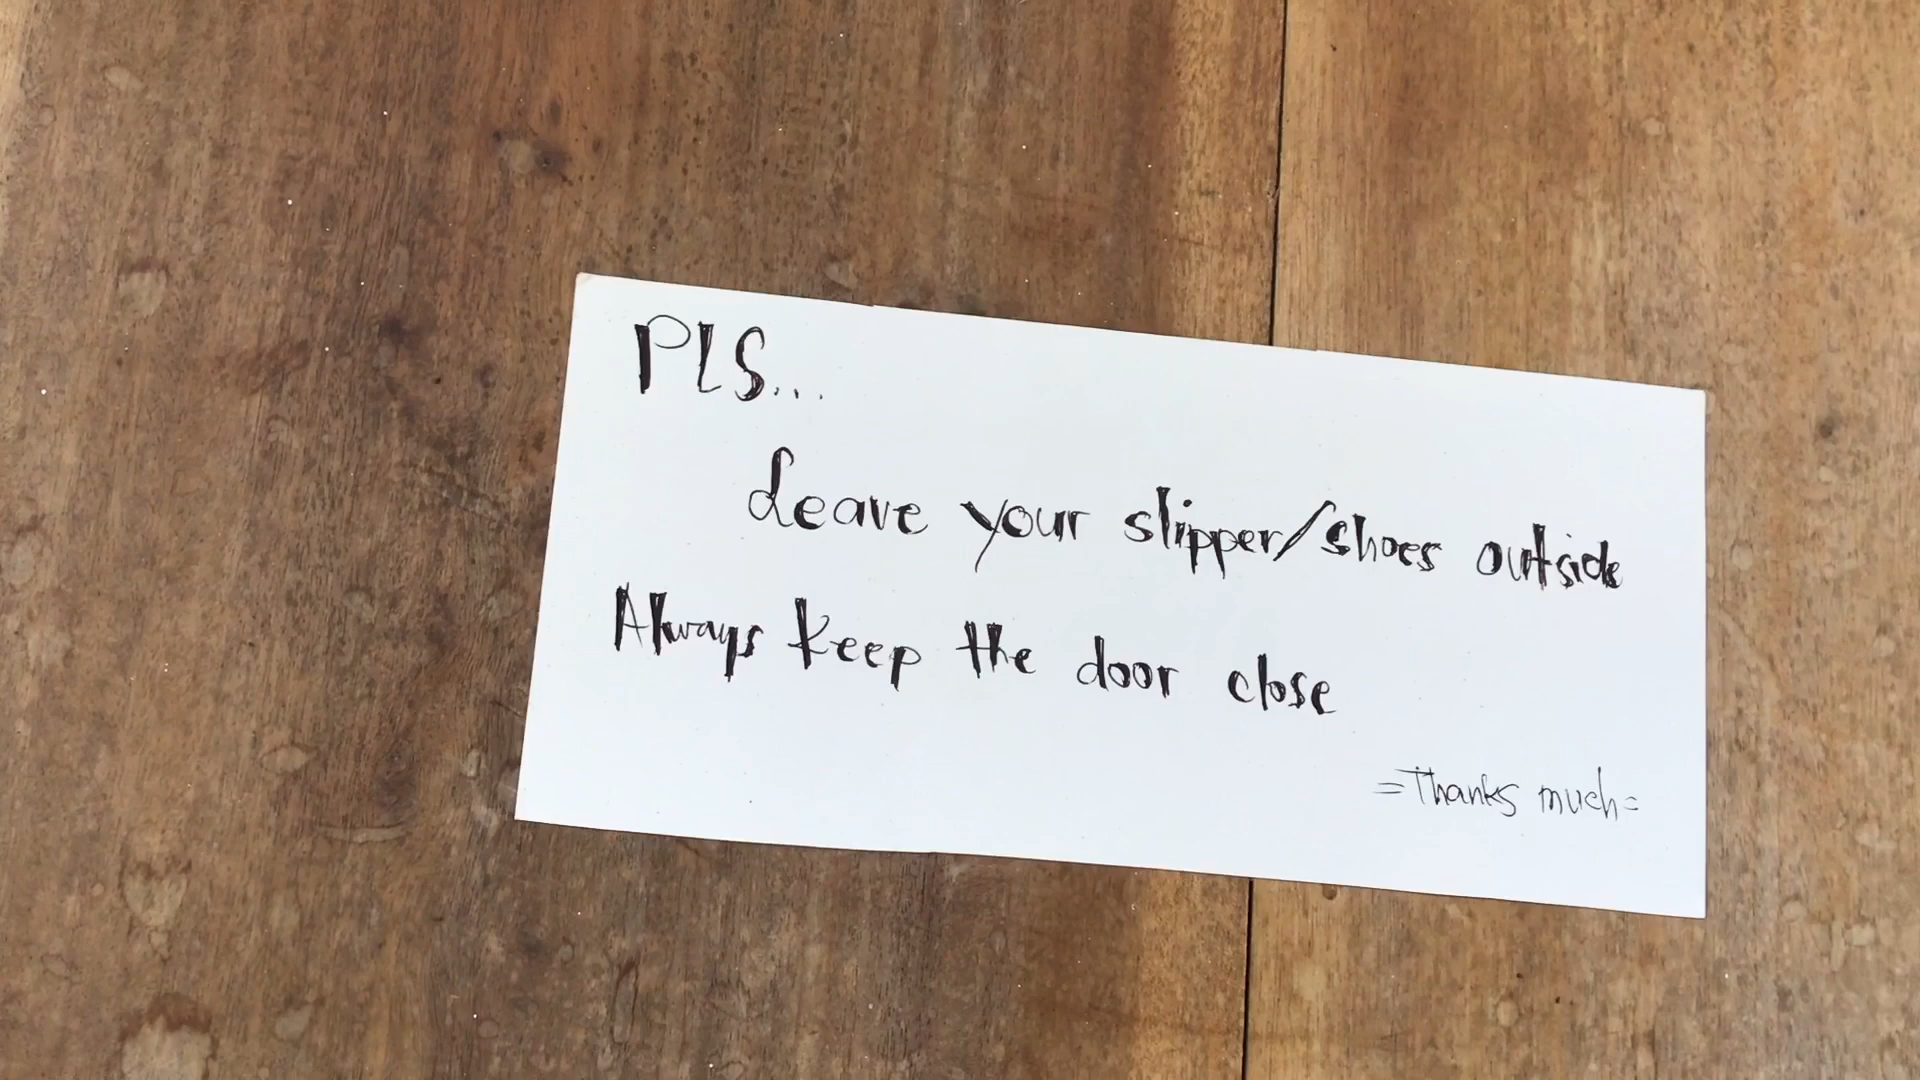 PLS...
Leave your slipper/shoes outside
Always keep the door close
=Thanks much=